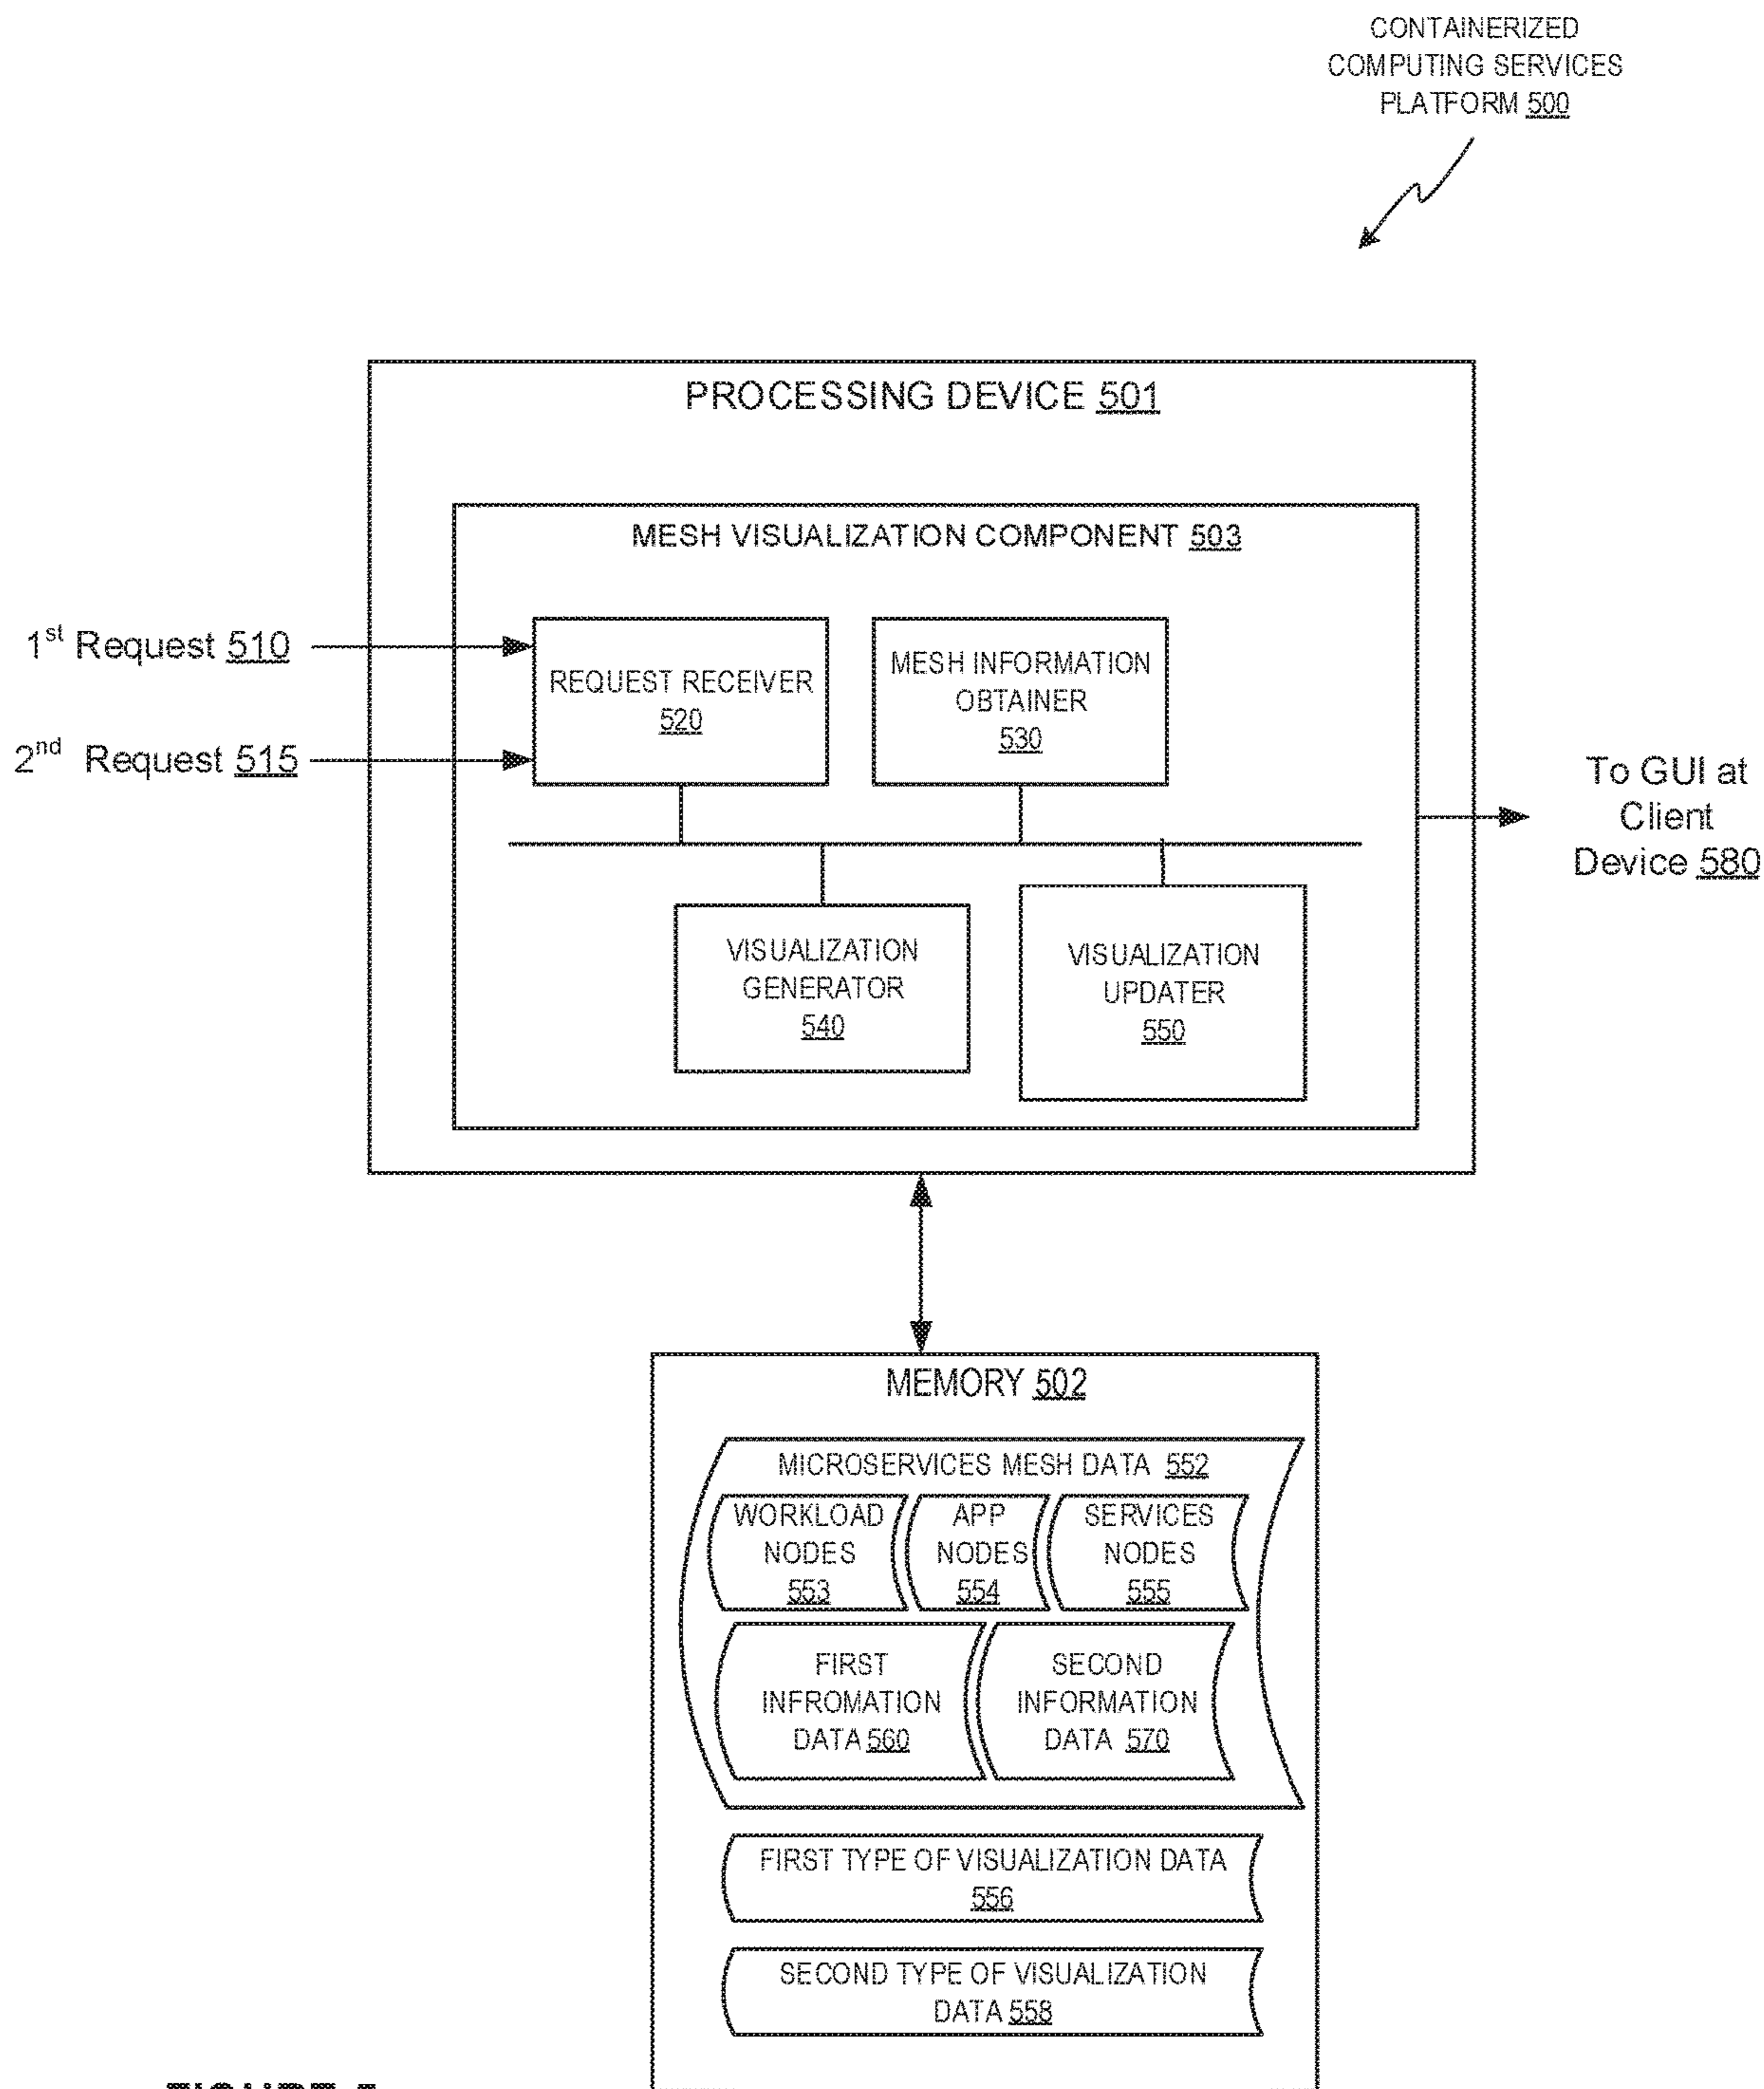 CONTAINERIZED
COMPUTING SERVICES
PLATFORM 500
PROCESSING DEVICE 501
MESH VISUALIZATION COMPONENT 503
1st Request 510
2nd Request 515
REQUEST RECEIVER
520
MESH INFORMATION
OBTAINER
530
To GUI at
Client
Device 580
VISUALIZATION
GENERATOR
540
VISUALIZATION
UPDATER
550
MEMORY 502
MICROSERVICES MESH DATA 552
WORKLOAD
NODES
553
APP
NODES
554
SERVICES
NODES
555
FIRST
INFROMATION
DATA 560
SECOND
INFORMATION
DATA 570
FIRST TYPE OF VISUALIZATION DATA
556
SECOND TYPE OF VISUALIZATION
DATA 558